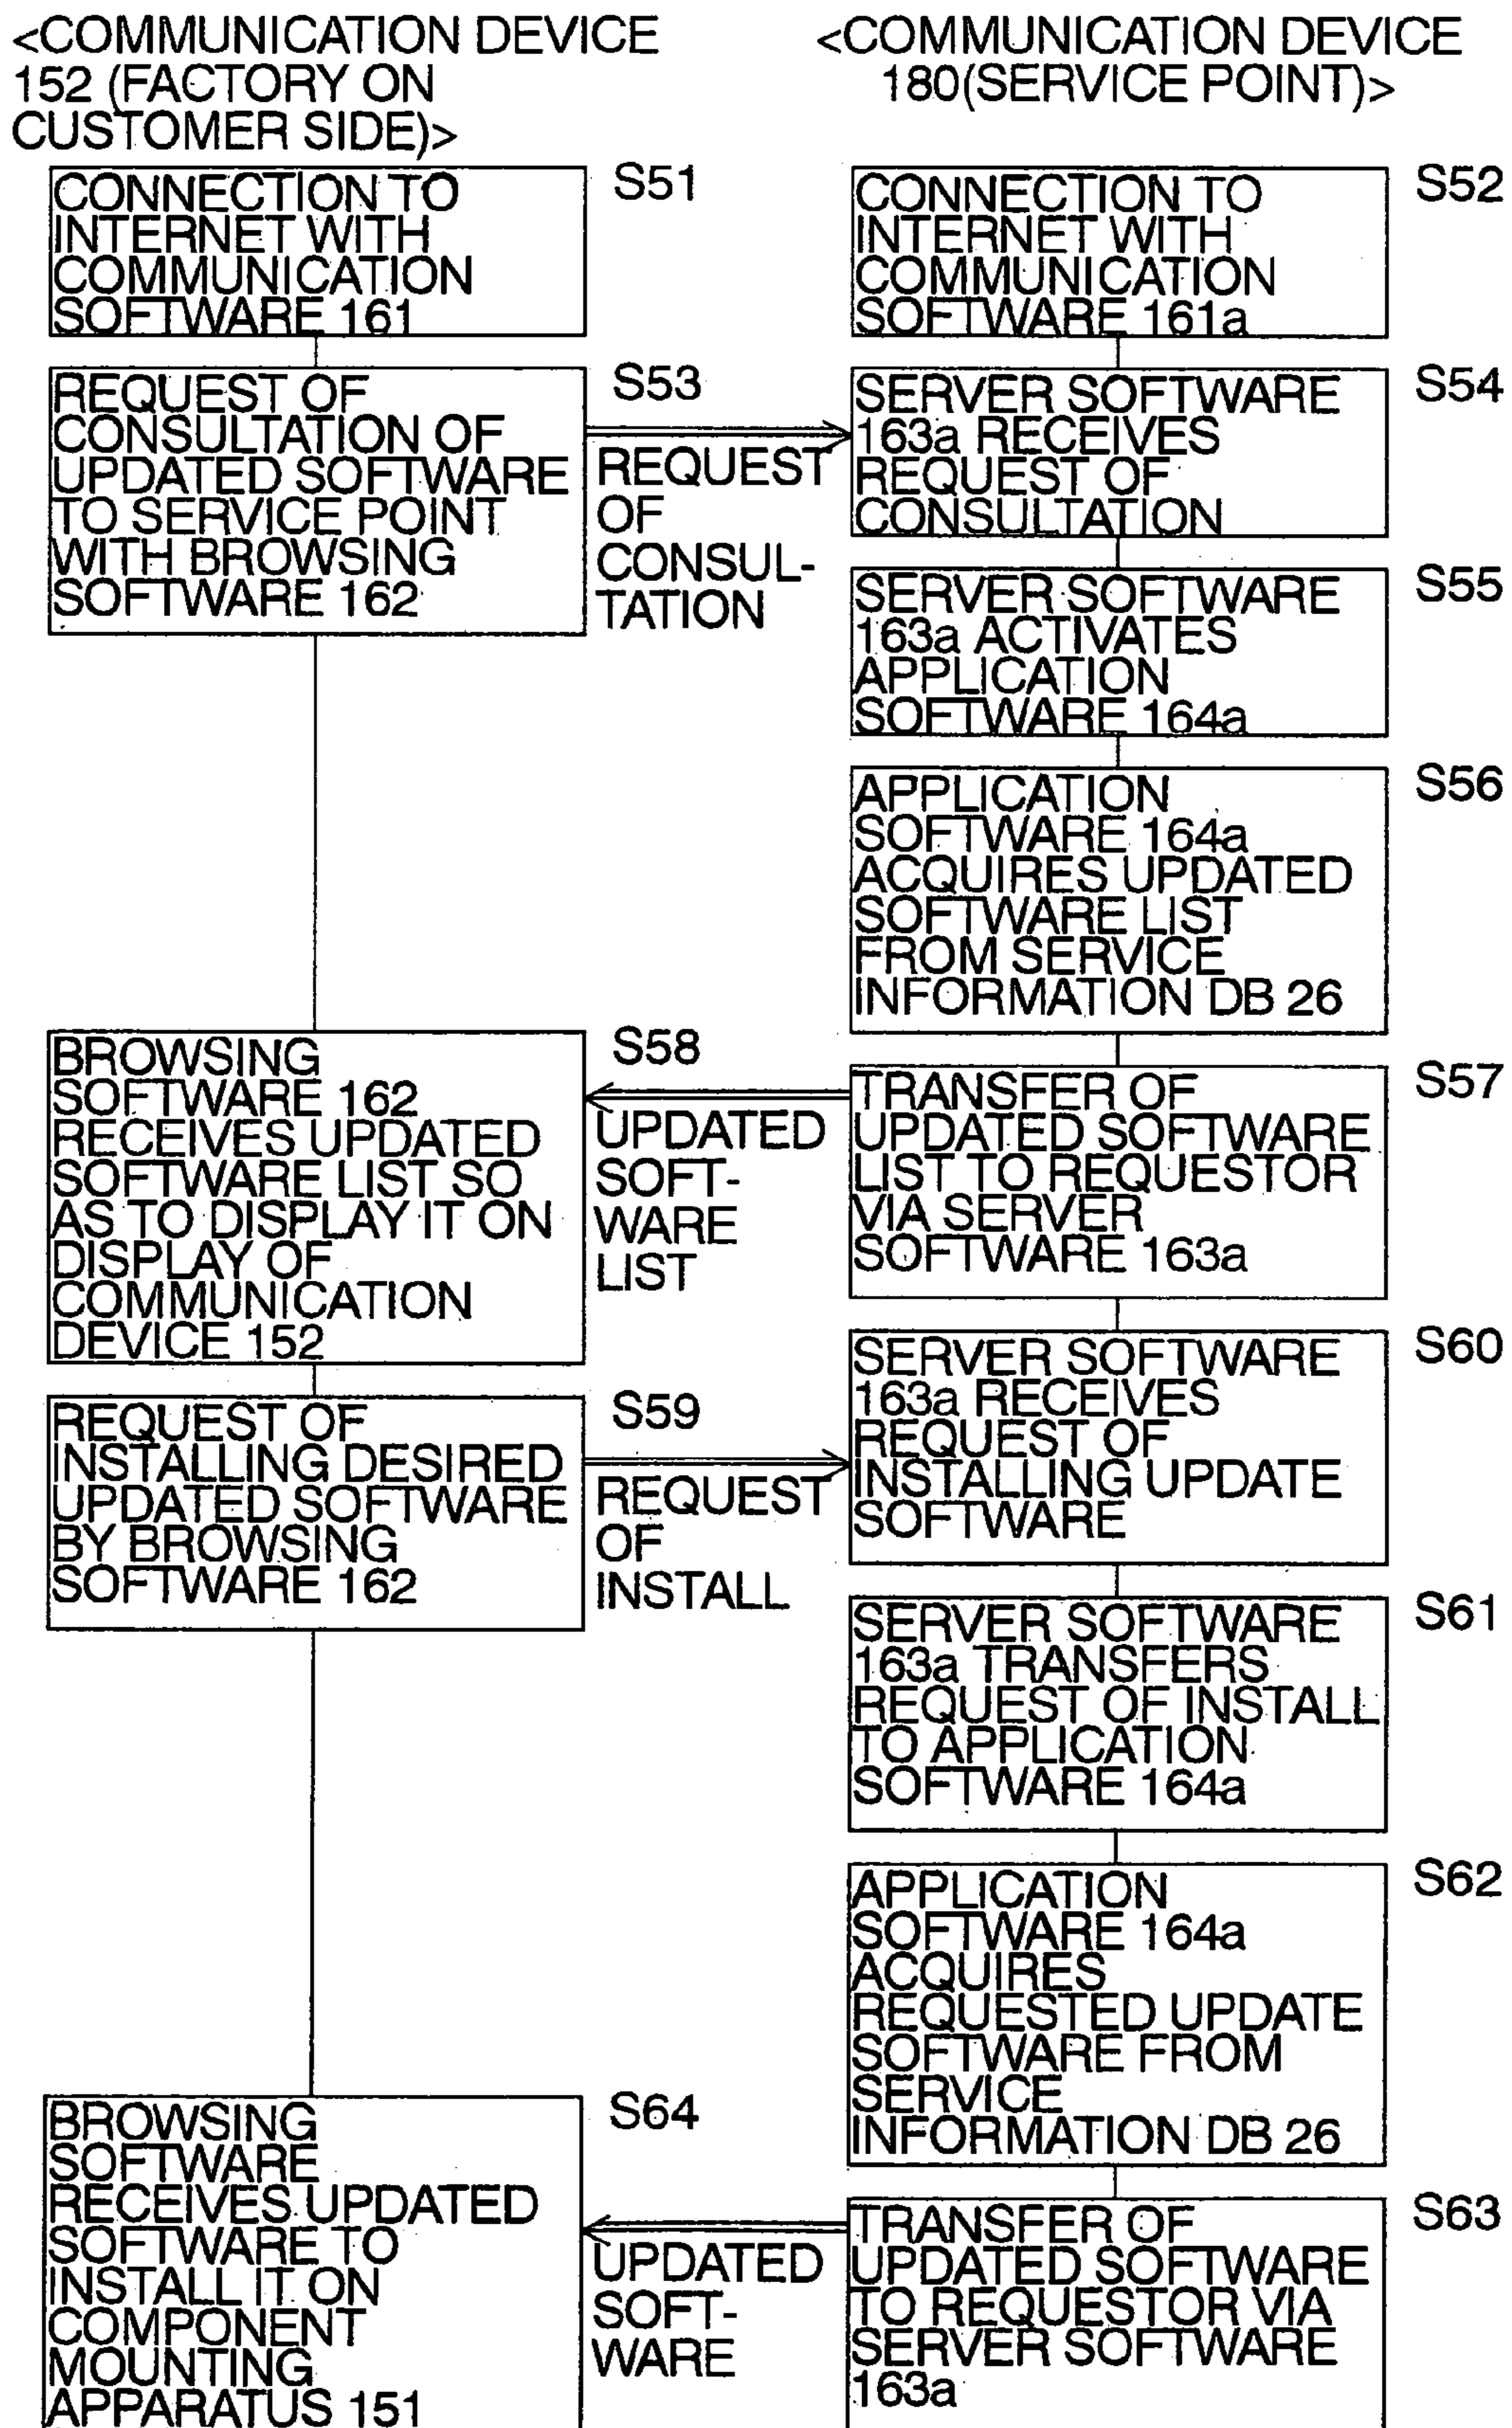 <COMMUNICATION DEVICE
152 (FACTORY ON
CUSTOMER SIDE)>
<COMMUNICATION DEVICE
180(SERVICE POINT)>
CONNECTION TO
INTERNET WITH
COMMUNICATION
SOFTWARE 161
S51
CONNECTION TO
INTERNET WITH
COMMUNICATION
SOFTWARE 161a
S52
REQUEST OF
CONSULTATION OF
UPDATED SOFTWARE
TO SERVICE POINT
WITH BROWSING
SOFTWARE 162
S53
REQUEST
OF
CONSUL-
TATION
SERVER SOFTWARE
163a RECEIVES
REQUEST OF
CONSULTATION
S54
SERVER SOFTWARE
163a ACTIVATES
APPLICATION
SOFTWARE 164a
S55
APPLICATION
SOFTWARE 164a
ACQUIRES UPDATED
SOFTWARE LIST
FROM SERVICE
INFORMATION DB 26
S56
TRANSFER OF
UPDATED SOFTWARE
LIST TO REQUESTOR
VIA SERVER
SOFTWARE 163a
S57
BROWSING
SOFTWARE 162
RECEIVES UPDATED
SOFTWARE LIST SO
AS TO DISPLAY IT ON
DISPLAY OF
COMMUNICATION
DEVICE 152
S58
UPDATED
SOFT-
WARE
LIST
REQUEST OF
INSTALLING DESIRED
UPDATED SOFTWARE
BY BROWSING
SOFTWARE 162
S59
REQUEST
OF
INSTALL
SERVER SOFTWARE
163a RECEIVES
REQUEST OF
INSTALLING UPDATE
SOFTWARE
S60
SERVER SOFTWARE
163a TRANSFERS
REQUEST OF INSTALL
TO APPLICATION
SOFTWARE 164a
S61
APPLICATION
SOFTWARE 164a
ACQUIRES
REQUESTED UPDATE
SOFTWARE FROM
SERVICE
INFORMATION DB 26
S62
TRANSFER OF
UPDATED SOFTWARE
TO REQUESTOR VIA
SERVER SOFTWARE
163a
S63
BROWSING
SOFTWARE
RECEIVES UPDATED
SOFTWARE TO
INSTALL IT ON
COMPONENT
MOUNTING
APPARATUS 151
S64
UPDATED
SOFT-
WARE